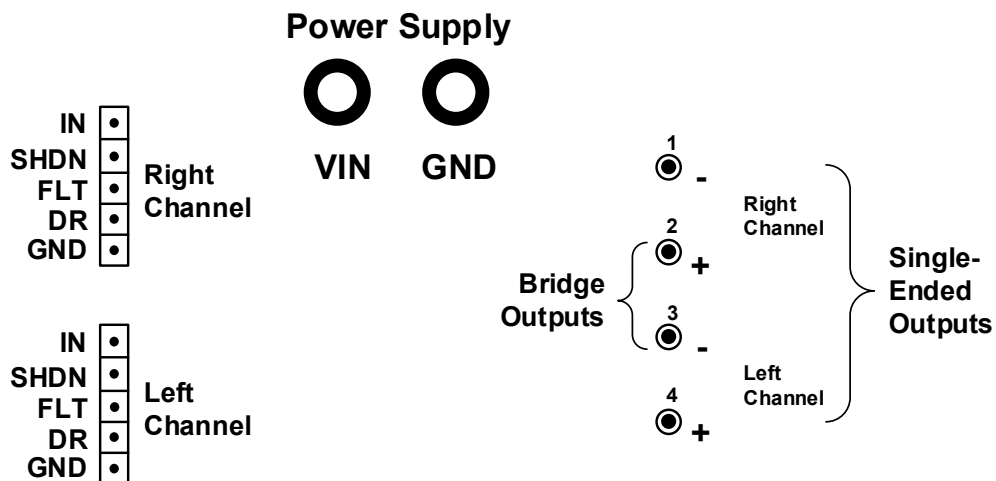 Power Supply
VIN
GND
IN
SHDN
FLT
DR
GND
Right
Channel
IN
SHDN
FLT
DR
GND
Left
Channel
Bridge
Outputs
1
-
Right
Channel
2
+
3
-
Left
Channel
4
+
Single-
Ended
Outputs